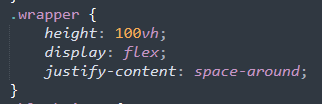 .wrapper {
    height: 100vh;
    display: flex;
    justify-content: space-around;
}